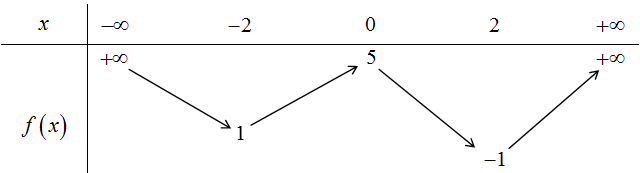 x −∞ −2 0 2 +∞
+∞ 5 +∞
f(x) 1
−1